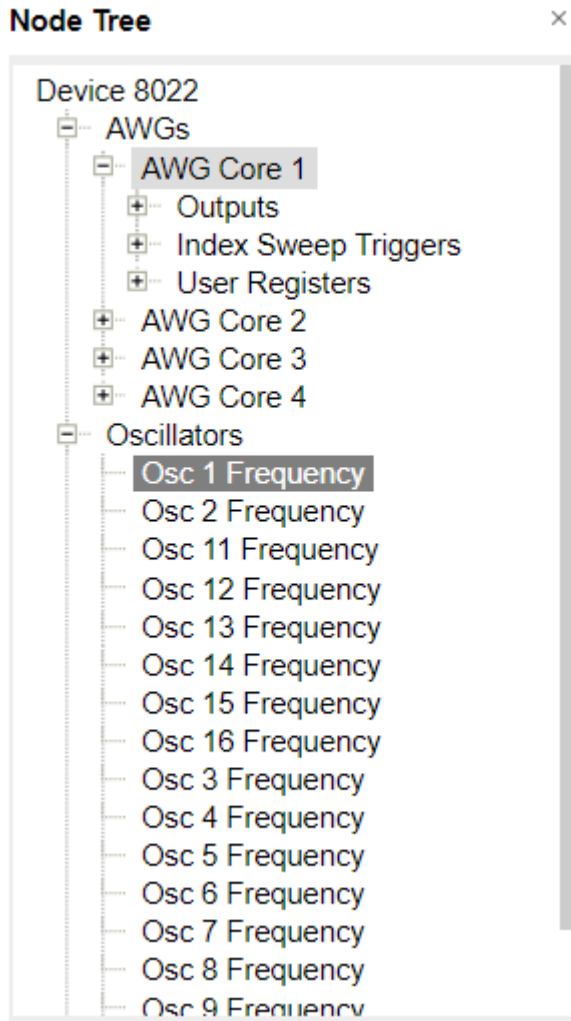 Node Tree
Device 8022
AWGs
AWG Core 1
Outputs
Index Sweep Triggers
User Registers
AWG Core 2
AWG Core 3
AWG Core 4
Oscillators
Osc 1 Frequency
Osc 2 Frequency
Osc 11 Frequency
Osc 12 Frequency
Osc 13 Frequency
Osc 14 Frequency
Osc 15 Frequency
Osc 16 Frequency
Osc 3 Frequency
Osc 4 Frequency
Osc 5 Frequency
Osc 6 Frequency
Osc 7 Frequency
Osc 8 Frequency
Osc 9 Frequency